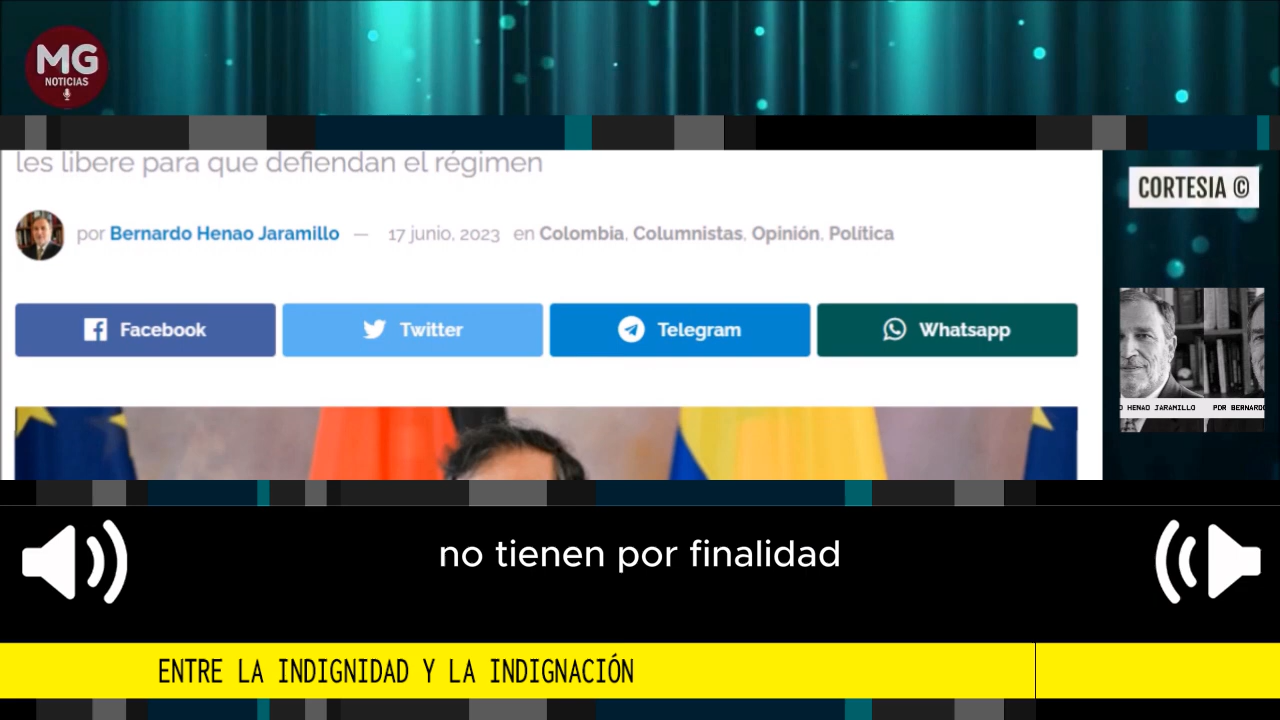 MG
NOTICIAS
les libere para que defiendan el régimen
por Bernardo Henao Jaramillo — 17 junio, 2023 en Colombia, Columnistas, Opinión, Política
CORTESIA ©
Facebook
Twitter
Telegram
Whatsapp
O HENAO JARAMILLO POR BERNARDO
no tienen por finalidad
ENTRE LA INDIGNIDAD Y LA INDIGNACIÓN